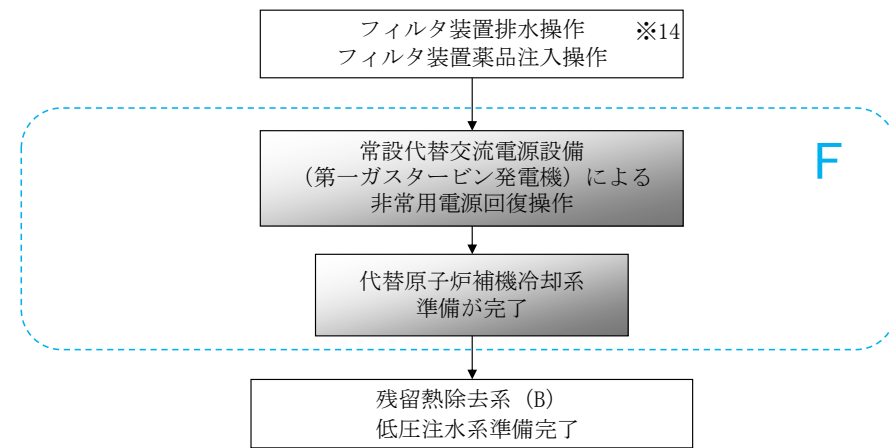 フィルタ装置排水操作 ※14
フィルタ装置薬品注入操作
F
常設代替交流電源設備
（第一ガスタービン発電機）による
非常用電源回復操作
代替原子炉補機冷却系
準備が完了
残留熱除去系（B）
低圧注水系準備完了